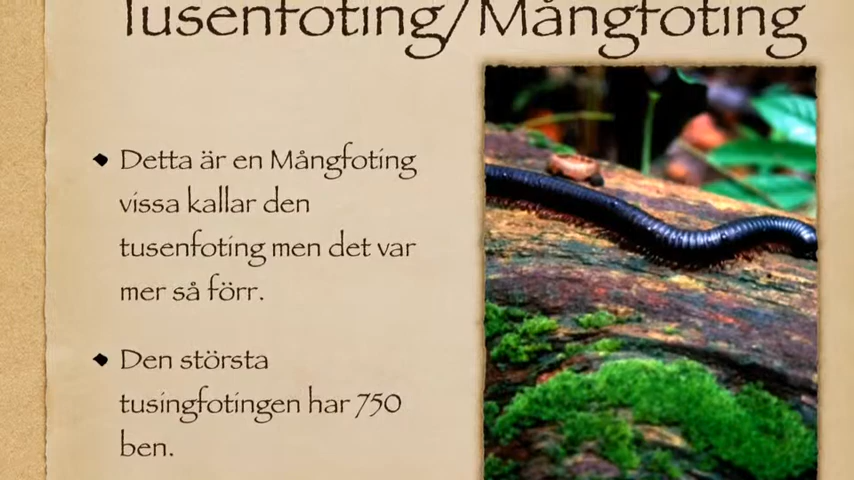 Tusenfoting/Mångfoting
Detta är en Mångfoting
vissa kallar den
tusenfoting men det var
mer så förr.
Den största
tusingfotingen har 750
ben.